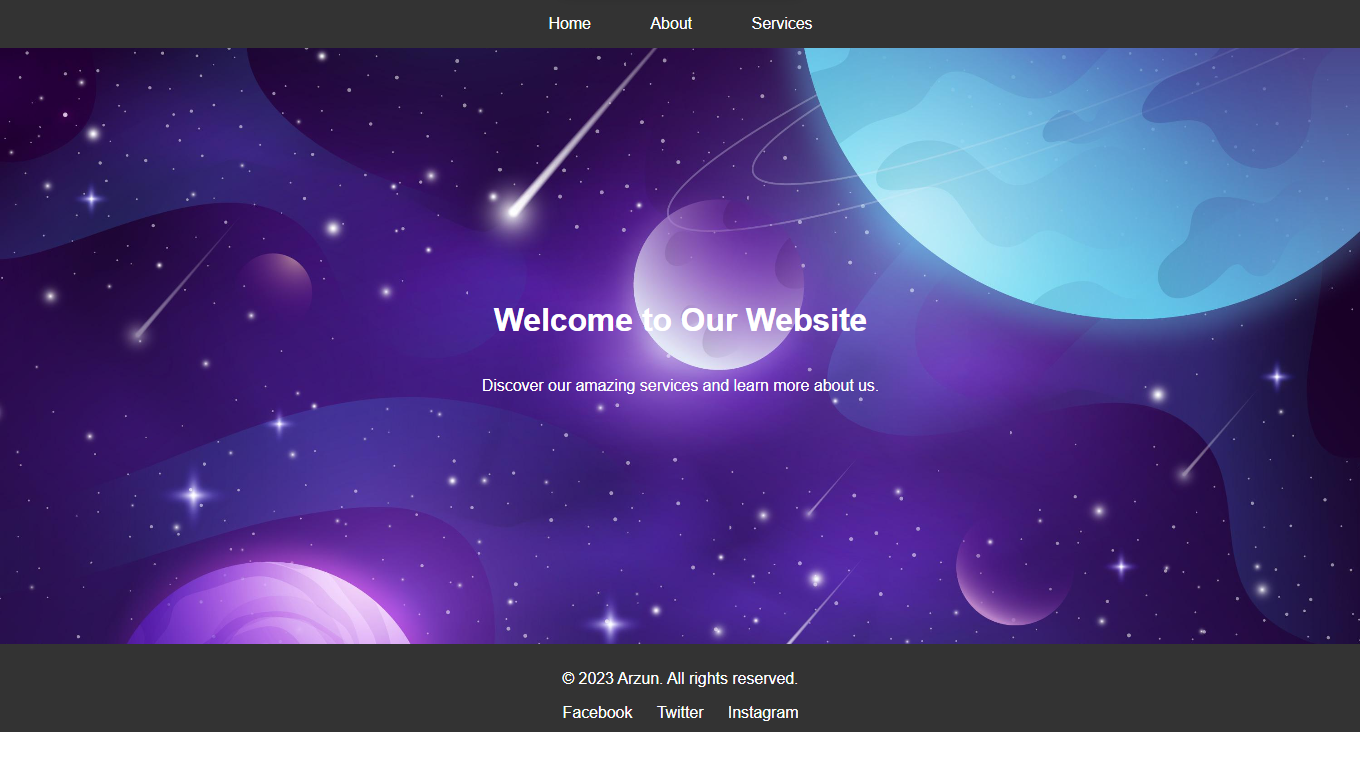 Home About Services
Welcome to Our Website
Discover our amazing services and learn more about us.
© 2023 Arzun. All rights reserved.
Facebook Twitter Instagram